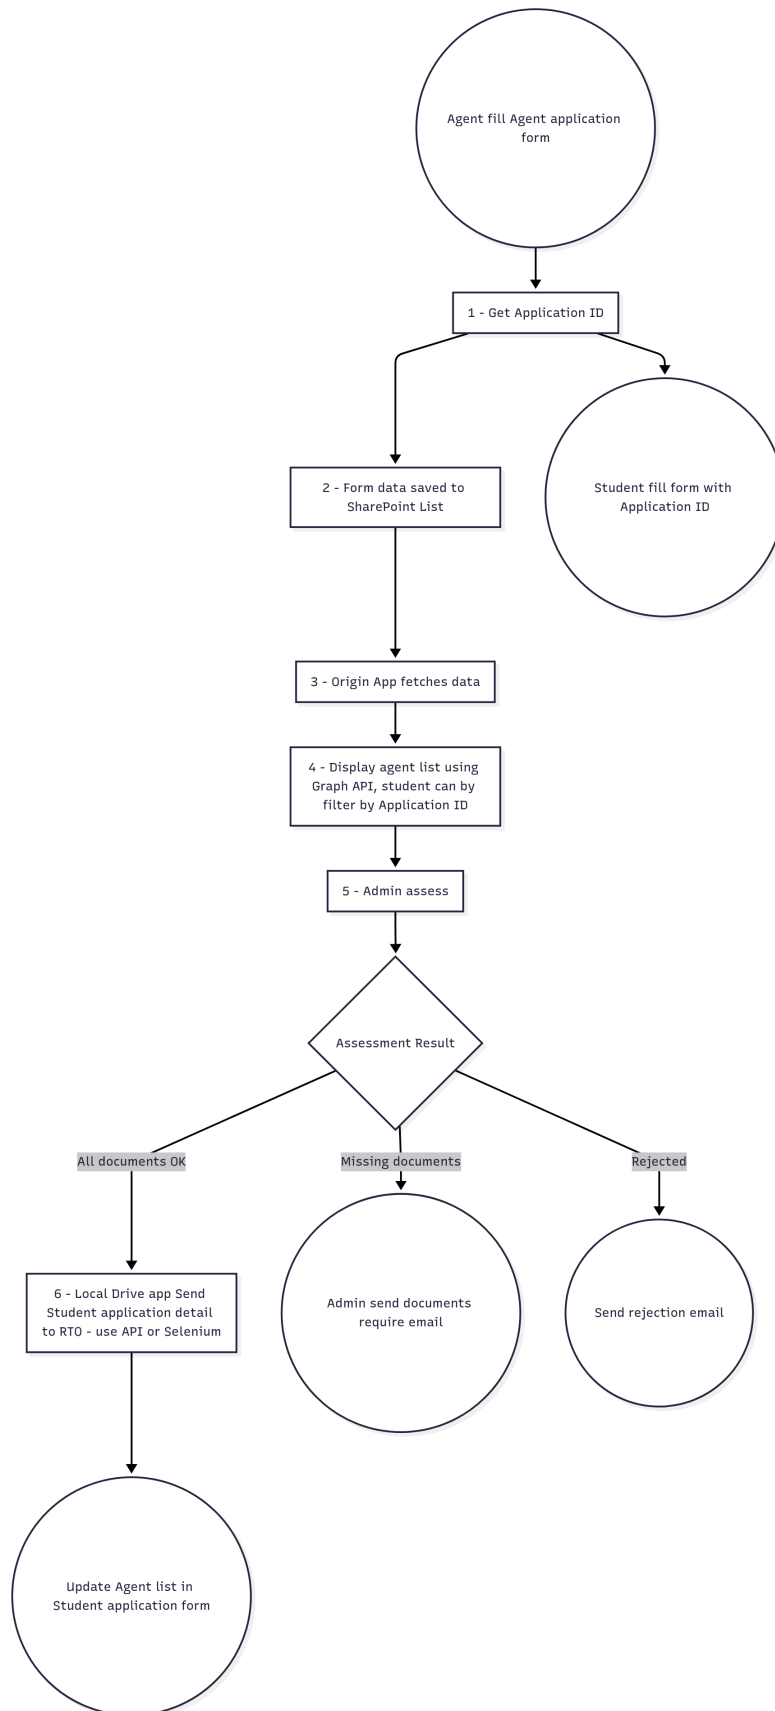 Agent fill Agent application
form
1 - Get Application ID
2 - Form data saved to
SharePoint List
Student fill form with
Application ID
3 - Origin App fetches data
4 - Display agent list using
Graph API, student can by
filter by Application ID
5 - Admin assess
Assessment Result
All documents OK
Missing documents
Rejected
6 - Local Drive app Send
Student application detail
to RTO - use API or Selenium
Admin send documents
require email
Send rejection email
Update Agent list in
Student application form